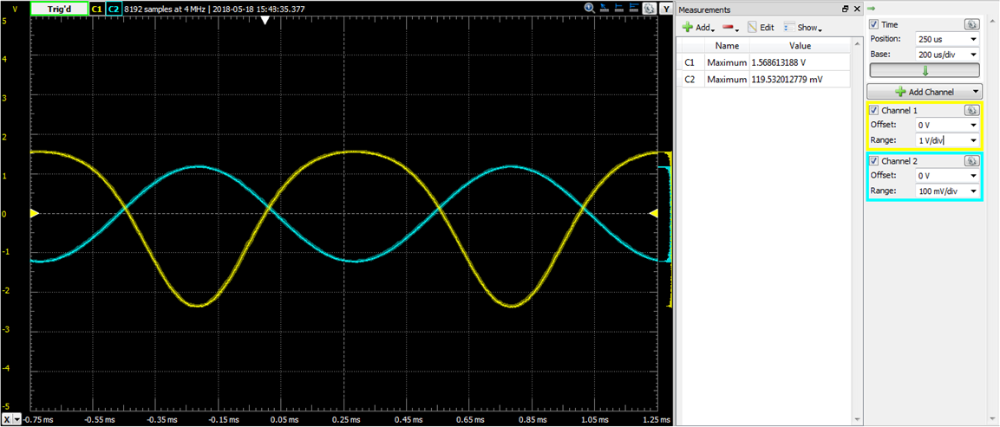 V Trig'd C1 C2 8192 samples at 4 MHz | 2018-05-18 15:43:35.377 Y
5
4
3
2
1
0
-1
-2
-3
-4
-5
X -0.75 ms -0.55 ms -0.35 ms -0.15 ms 0.05 ms 0.25 ms 0.45 ms 0.65 ms 0.85 ms 1.05 ms 1.25 ms
Measurements
Add Edit Show
Name Value
C1 Maximum 1.568613188 V
C2 Maximum 119.532012779 mV
Time
Position: 250 us
Base: 200 us/div
Add Channel
Channel 1
Offset: 0 V
Range: 1 V/div
Channel 2
Offset: 0 V
Range: 100 mV/div